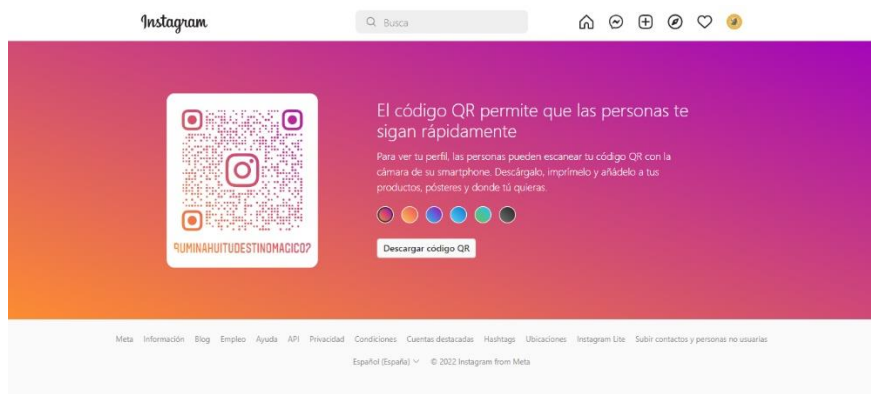 Instagram
Busca
El código QR permite que las personas te
sigan rápidamente
Para ver tu perfil, las personas pueden escanear tu código QR con la
cámara de su smartphone. Descárgalo, imprímelo y añádelo a tus
productos, pósteres y donde tú quieras.
Descargar código QR
Meta Información Blog Empleo Ayuda API Privacidad Condiciones Cuentas destacadas Hashtags Ubicaciones Instagram Lite Subir contactos y personas no usuarias
Español (España) © 2022 Instagram from Meta